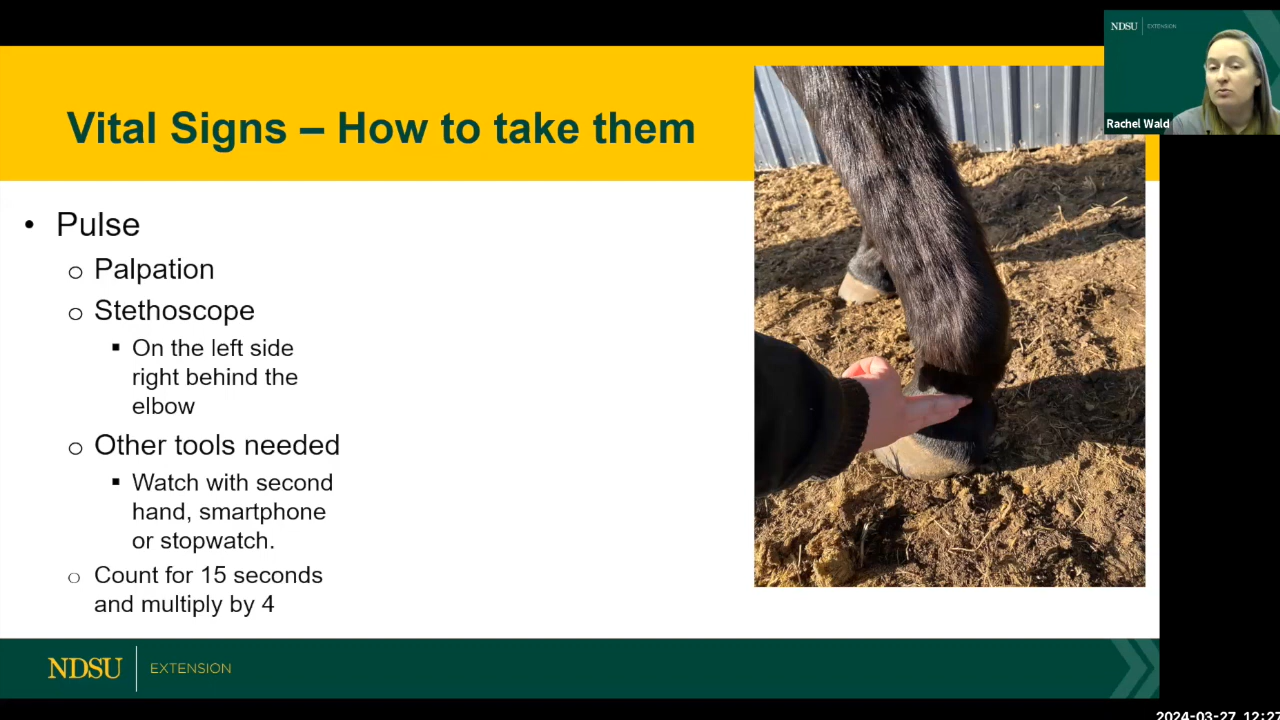 NDSU EXTENSION
Rachel Wald
Vital Signs – How to take them
• Pulse
o Palpation
o Stethoscope
▪ On the left side
right behind the
elbow
o Other tools needed
▪ Watch with second
hand, smartphone
or stopwatch.
o Count for 15 seconds
and multiply by 4
NDSU EXTENSION